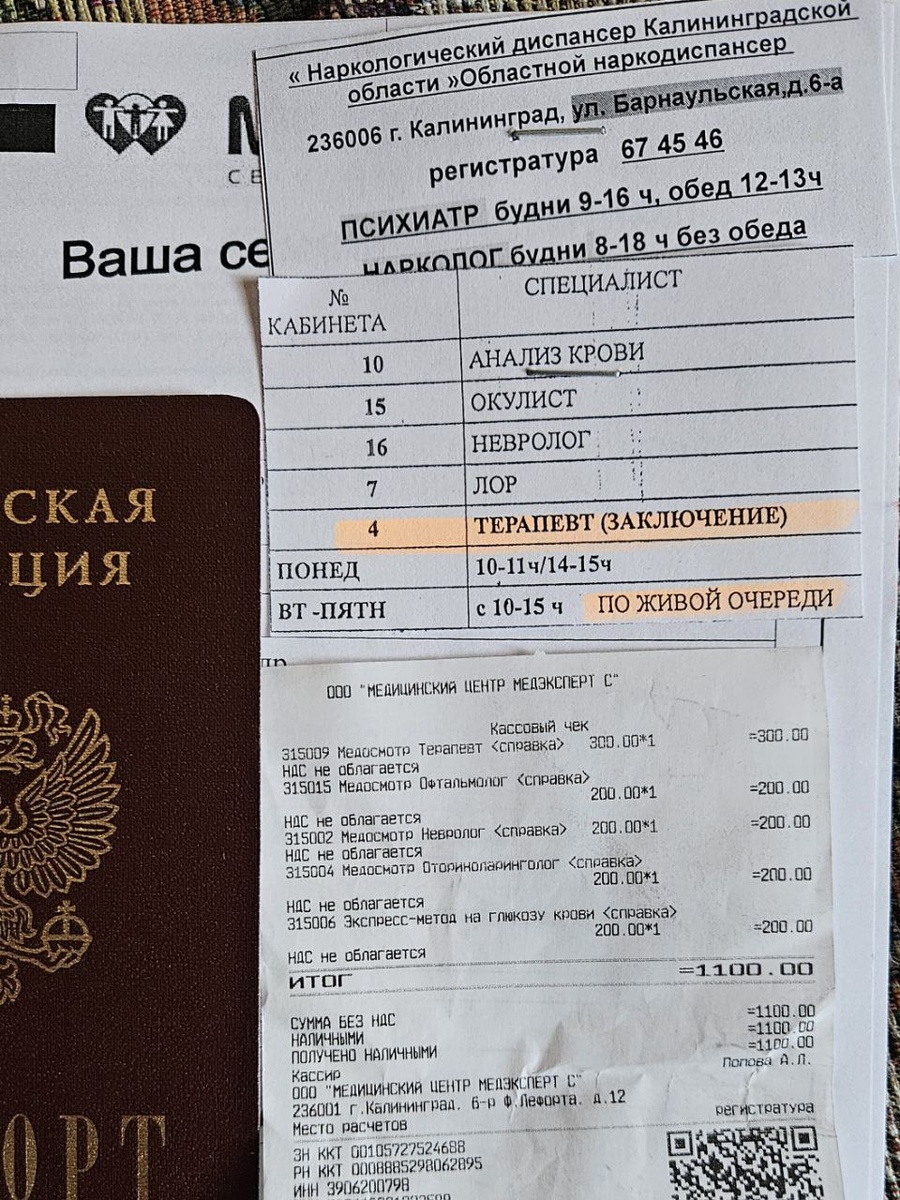 « Наркологический диспансер Калининградской
области »Областной наркодиспансер
236006 г. Калининград, ул. Барнаульская,д.6-а
регистратура 67 45 46
ПСИХИАТР будни 9-16 ч, обед 12-13ч
НАРКОЛОГ будни 8-18 ч без обеда
Ваша се
№ КАБИНЕТА СПЕЦИАЛИСТ
10 АНАЛИЗ КРОВИ
15 ОКУЛИСТ
16 НЕВРОЛОГ
7 ЛОР
4 ТЕРАПЕВТ (ЗАКЛЮЧЕНИЕ)
ПОНЕД 10-11ч/14-15ч
ВТ -ПЯТН с 10-15 ч ПО ЖИВОЙ ОЧЕРЕДИ
СКАЯ
ЦИЯ
ОРТ
ООО "МЕДИЦИНСКИЙ ЦЕНТР МЕДЭКСПЕРТ С"
Кассовый чек
315009 Медосмотр Терапевт <справка> 300.00*1 =300.00
НДС не облагается
315015 Медосмотр Офтальмолог <справка>
200.00*1 =200.00
НДС не облагается
315002 Медосмотр Невролог <справка> 200.00*1 =200.00
НДС не облагается
315004 Медосмотр Оториноларинголог <справка>
200.00*1 =200.00
НДС не облагается
315006 Экспресс-метод на глюкозу крови <справка>
200.00*1 =200.00
НДС не облагается
ИТОГ =1100.00
СУММА БЕЗ НДС =1100.00
НАЛИЧНЫМИ =1100.00
ПОЛУЧЕНО НАЛИЧНЫМИ =1100.00
Кассир Попова А.Л.
ООО "МЕДИЦИНСКИЙ ЦЕНТР МЕДЭКСПЕРТ С"
236001 г.Калининград. б-р Ф.Лефорта. д.12
Место расчетов регистратура
ЗН ККТ 00105727524688
РН ККТ 0008885298062895
ИНН 3906200798